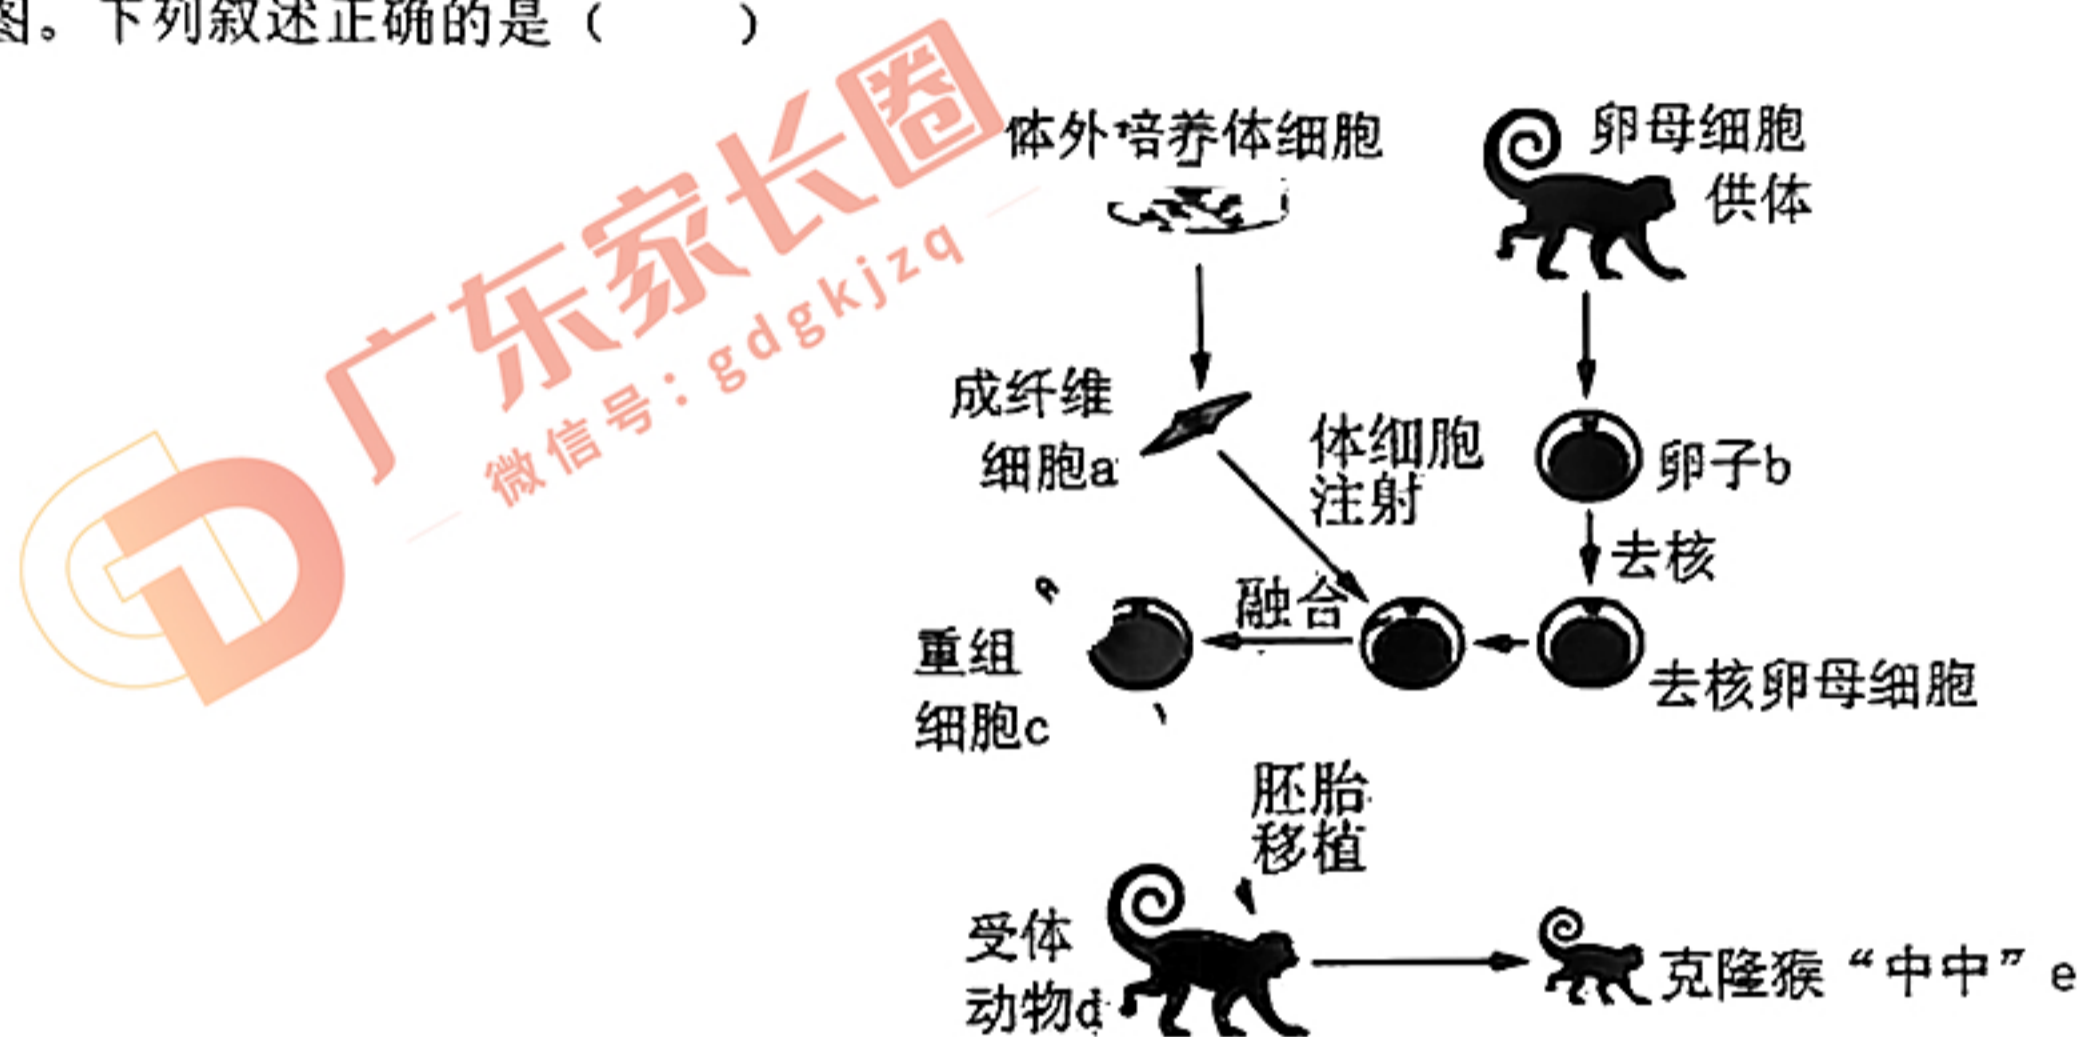 图。下列叙述正确的是（　　）
广东家长圈
微信号：gdgkjzq
体外培养体细胞
卵母细胞
供体
成纤维
细胞a
体细胞
注射
卵子b
去核
融合
重组
细胞c
去核卵母细胞
胚胎
移植
受体
动物d
克隆猴“中中”e